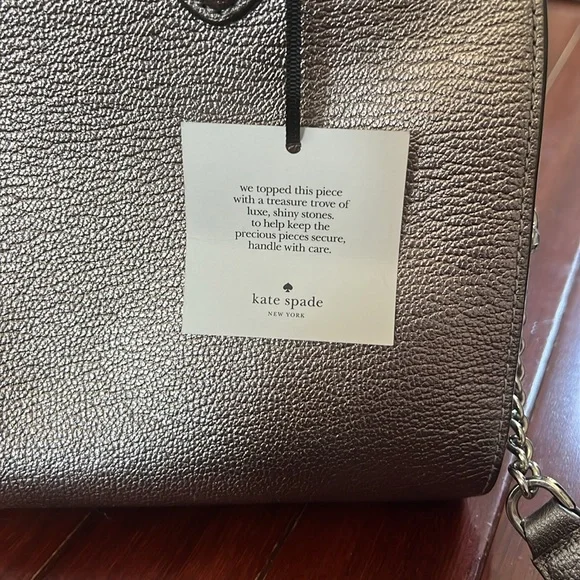 we topped this piece
with a treasure trove of
luxe, shiny stones.
to help keep the
precious pieces secure,
handle with care.
kate spade
NEW YORK